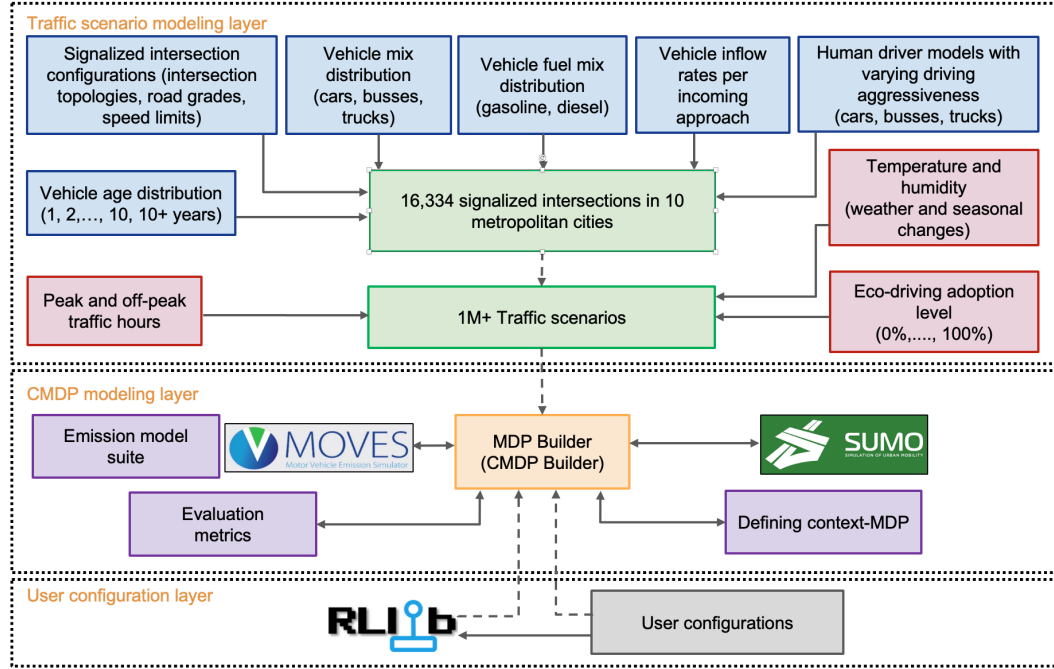 Traffic scenario modeling layer
Signalized intersection
configurations (intersection
topologies, road grades,
speed limits)
Vehicle mix
distribution
(cars, busses,
trucks)
Vehicle fuel mix
distribution
(gasoline, diesel)
Vehicle inflow
rates per
incoming
approach
Human driver models with
varying driving
aggressiveness
(cars, busses, trucks)
Vehicle age distribution
(1, 2,..., 10, 10+ years)
16,334 signalized intersections in 10
metropolitan cities
Temperature and
humidity
(weather and seasonal
changes)
Peak and off-peak
traffic hours
1M+ Traffic scenarios
Eco-driving adoption
level
(0%,...., 100%)
CMDP modeling layer
Emission model
suite
MOVES
Motor Vehicle Emission Simulator
MDP Builder
(CMDP Builder)
SUMO
SIMULATION OF URBAN MOBILITY
Evaluation
metrics
Defining context-MDP
User configuration layer
RLlib
User configurations